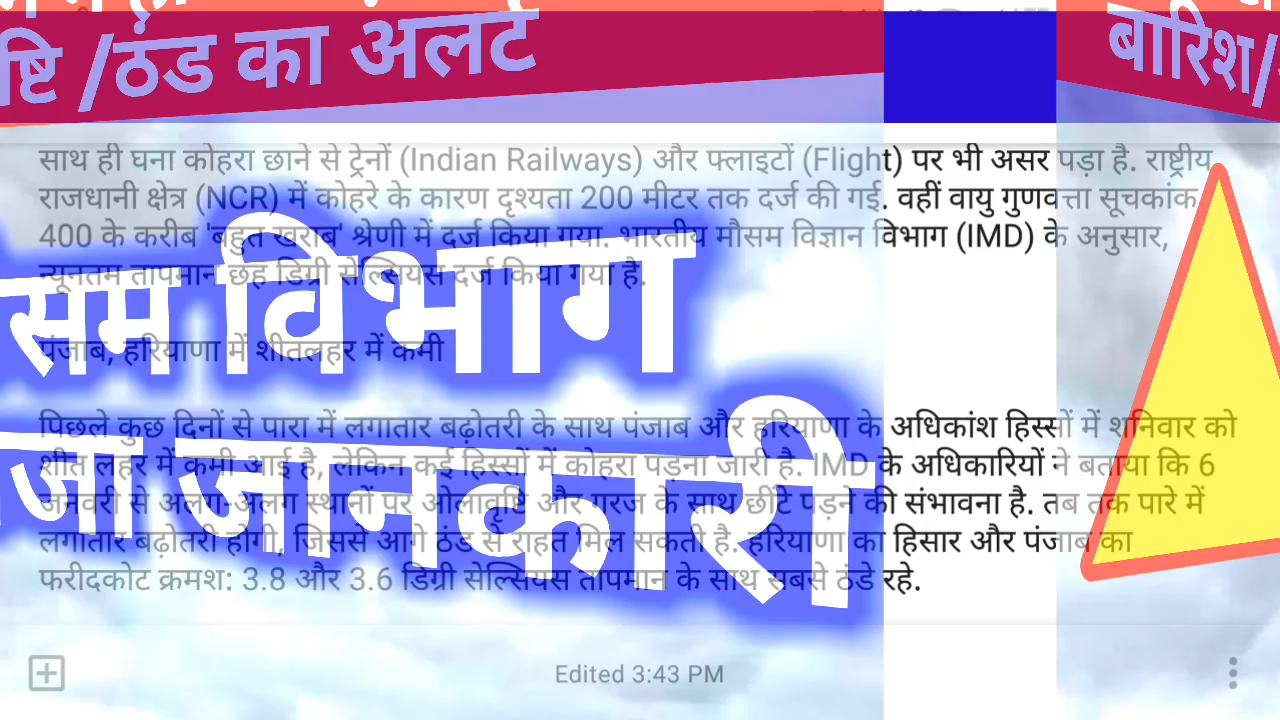 ष्टि /ठंड का अलर्ट
बारिश/
साथ ही घना कोहरा छाने से ट्रेनों (Indian Railways) और फ्लाइटों (Flight) पर भी असर पड़ा है. राष्ट्रीय
राजधानी क्षेत्र (NCR) में कोहरे के कारण दृश्यता 200 मीटर तक दर्ज की गई. वहीं वायु गुणवत्ता सूचकांक
400 के करीब 'बहुत खराब' श्रेणी में दर्ज किया गया. भारतीय मौसम विज्ञान विभाग (IMD) के अनुसार,
न्यूनतम तापमान छह डिग्री सेल्सियस दर्ज किया गया है.
सम विभाग
पंजाब, हरियाणा में शीतलहर में कमी
पिछले कुछ दिनों से पारा में लगातार बढ़ोतरी के साथ पंजाब और हरियाणा के अधिकांश हिस्सों में शनिवार को
शीत लहर में कमी आई है, लेकिन कई हिस्सों में कोहरा पड़ना जारी है. IMD के अधिकारियों ने बताया कि 6
जनवरी से अलग अलग स्थानों पर ओलावृष्टि और गरज के साथ छींटे पड़ने की संभावना है. तब तक पारे में
जा जानकारी
लगातार बढ़ोतरी होगी, जिससे आगे ठंड से राहत मिल सकती है. हरियाणा का हिसार और पंजाब का
फरीदकोट क्रमश: 3.8 और 3.6 डिग्री सेल्सियस तापमान के साथ सबसे ठंडे रहे.
Edited 3:43 PM